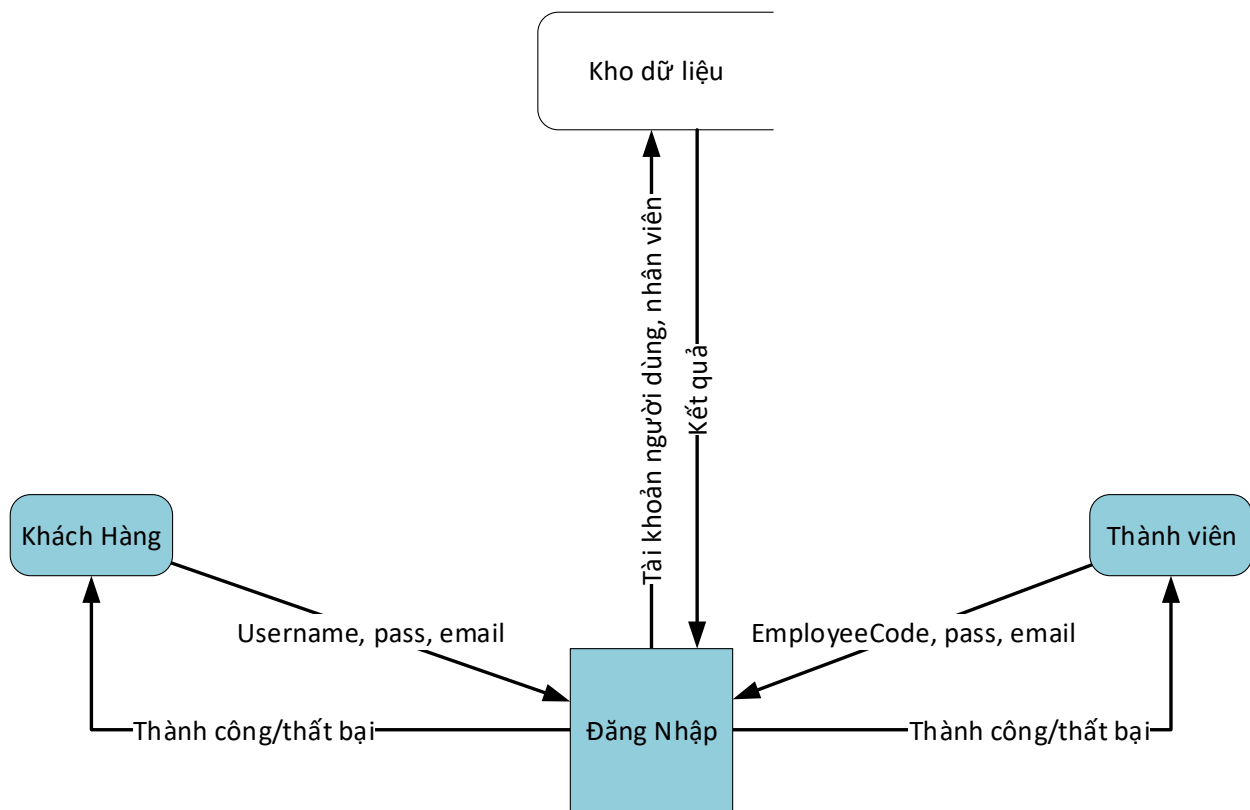 Kho dữ liệu
Tài khoản người dùng, nhân viên
Kết quả
Khách Hàng
Thành viên
Username, pass, email
EmployeeCode, pass, email
Thành công/thất bại
Đăng Nhập
Thành công/thất bại